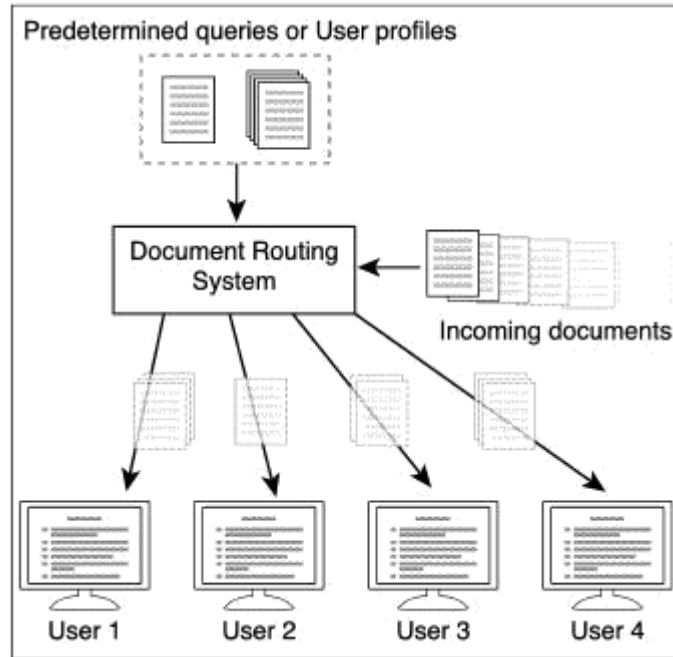 Predetermined queries or User profiles
Document Routing
System
Incoming documents
User 1
User 2
User 3
User 4